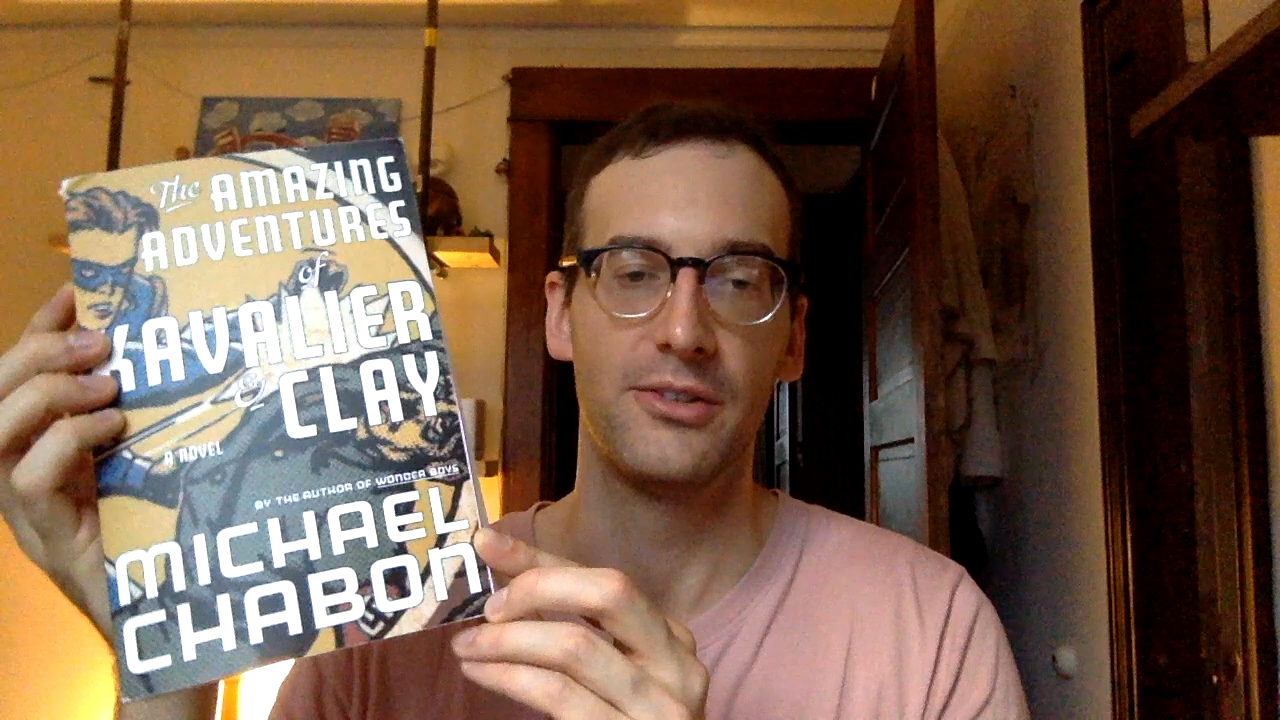 The AMAZING
ADVENTURES
of
KAVALIER
& CLAY
A NOVEL
BY THE AUTHOR OF WONDER BOYS
MICHAEL
CHABON